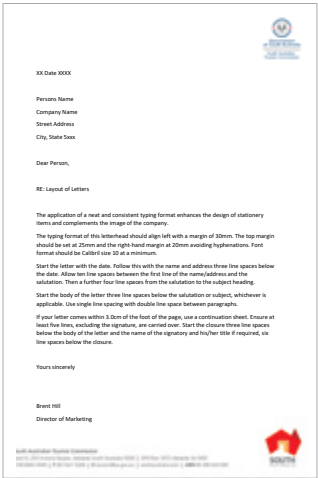 XX Date XXXX
Persons Name
Company Name
Street Address
City, State 5xxx
Dear Person,
RE: Layout of Letters
The application of a neat and consistent typing format enhances the design of stationery
items and complements the image of the company.
The typing format of this letterhead should align left with a margin of 30mm. The top margin
should be set at 25mm and the right-hand margin at 20mm avoiding hyphenations. Font
format should be Calibril size 10 at a minimum.
Start the letter with the date. Follow this with the name and address three line spaces below
the date. Allow ten line spaces between the first line of the name/address and the
salutation. Then a further four lines from the salutation to the subject heading.
Start the body of the letter three line spaces below the salutation or subject, whichever is
applicable. Use single line spacing with double line space between paragraphs.
If your letter comes within 3.0cm of the foot of the page, use a continuation sheet. Ensure at
least five lines, excluding the signature, are carried over. Start the closure three line spaces
below the body of the letter and the name of the signatory and his/her title if required, six
line spaces below the closure.
Yours sincerely
Brent Hill
Director of Marketing
South Australian Tourism Commission
SOUTH